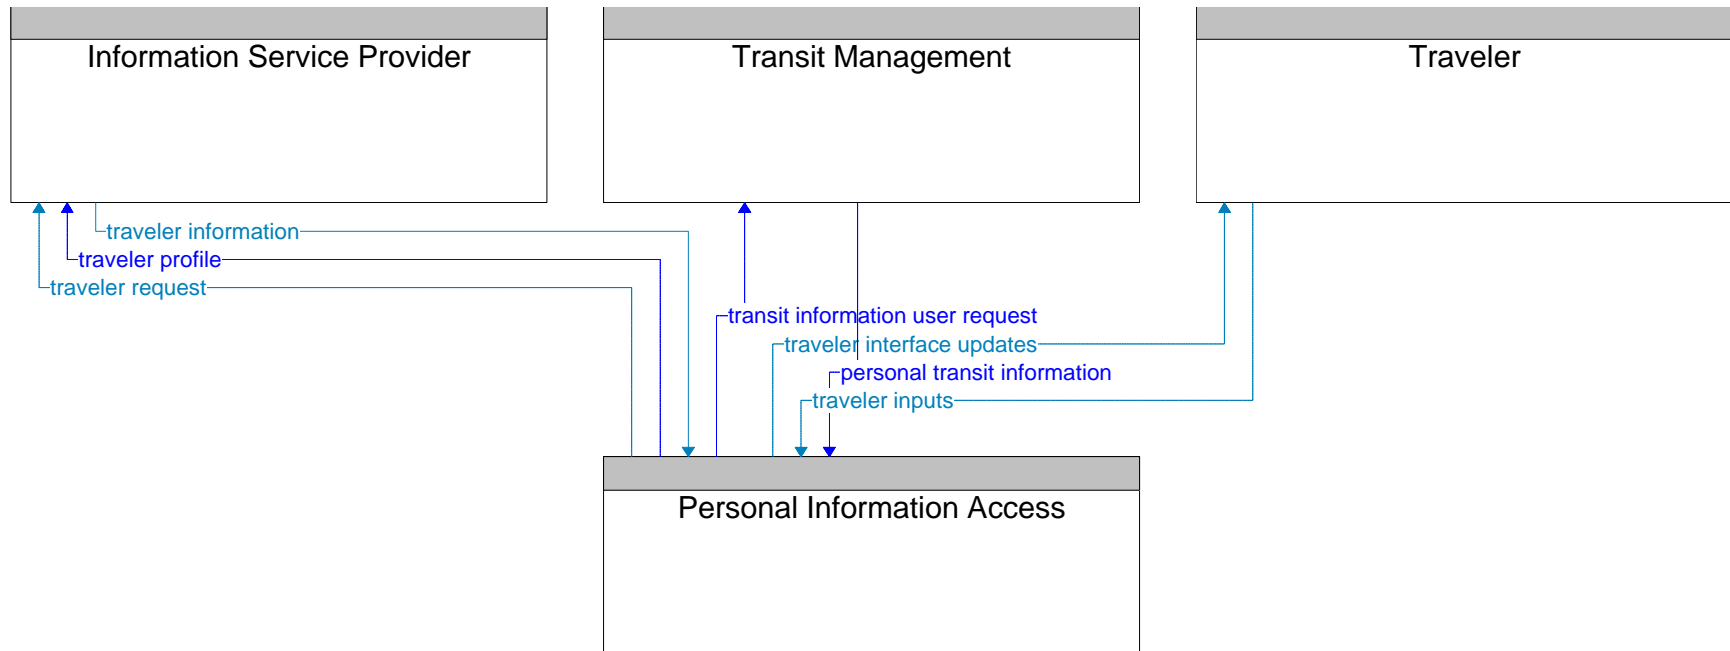 Information Service Provider
Transit Management
Traveler
traveler information
traveler profile
traveler request
transit information user request
traveler interface updates
personal transit information
traveler inputs
Personal Information Access